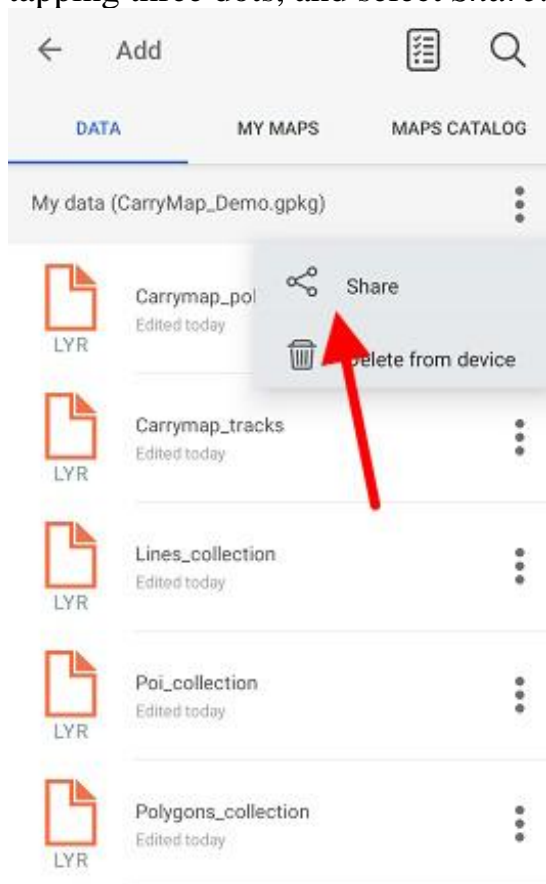 tapping three dots, and select Share.
Add
DATA MY MAPS MAPS CATALOG
My data (CarryMap_Demo.gpkg)
Share
Carrymap_pol
Edited today
LYR
Delete from device
Carrymap_tracks
Edited today
LYR
Lines_collection
Edited today
LYR
Poi_collection
Edited today
LYR
Polygons_collection
Edited today
LYR